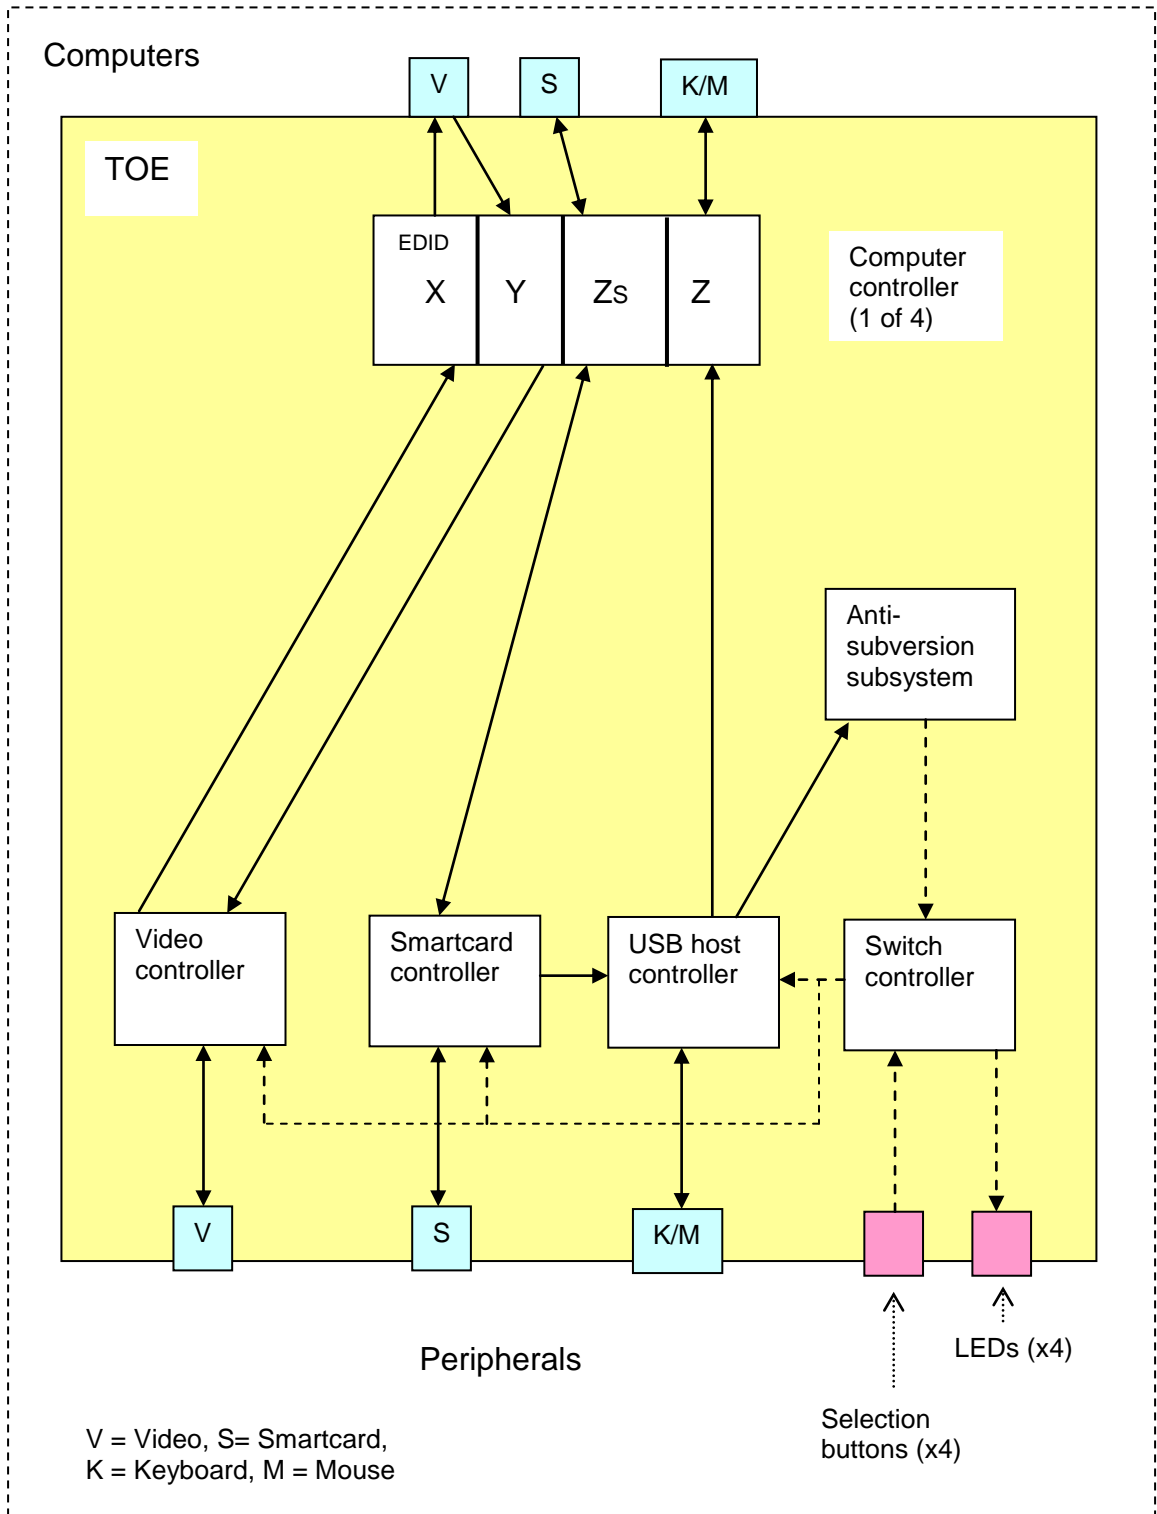 Computers
V
S
K/M
TOE
EDID
X
Y
Zs
Z
Computer
controller
(1 of 4)
Anti-
subversion
subsystem
Video
controller
Smartcard
controller
USB host
controller
Switch
controller
V
S
K/M
Peripherals
LEDs (x4)
Selection
buttons (x4)
V = Video, S= Smartcard,
K = Keyboard, M = Mouse